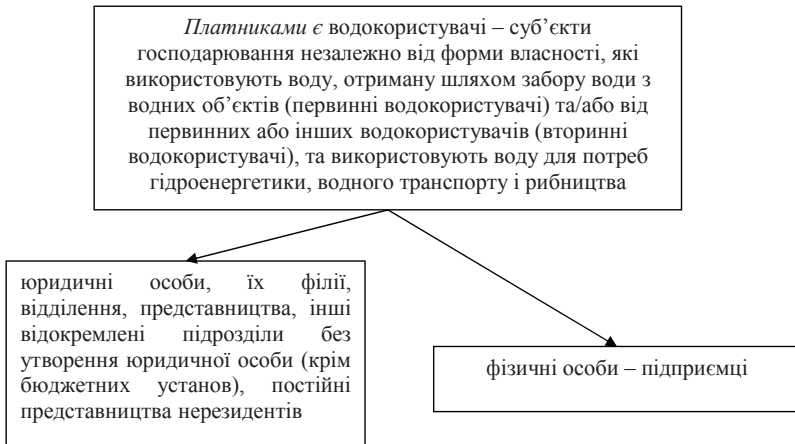 Платниками є водокористувачі – суб’єкти
господарювання незалежно від форми власності, які
використовують воду, отриману шляхом забору води з
водних об’єктів (первинні водокористувачі) та/або від
первинних або інших водокористувачів (вторинні
водокористувачі), та використовують воду для потреб
гідроенергетики, водного транспорту і рибництва
юридичні особи, їх філії,
відділення, представництва, інші
відокремлені підрозділи без
утворення юридичної особи (крім
бюджетних установ), постійні
представництва нерезидентів
фізичні особи – підприємці